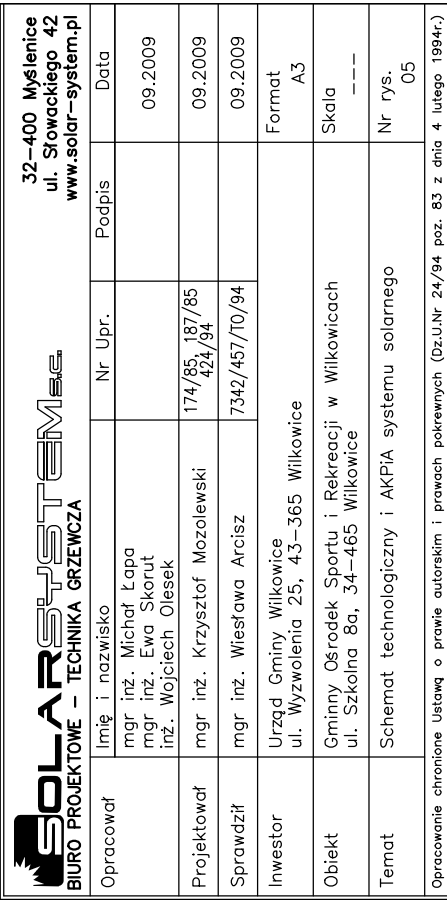 SOLARSYSTEM s.c.
BIURO PROJEKTOWE – TECHNIKA GRZEWCZA
32–400 Myślenice
ul. Słowackiego 42
www.solar–system.pl
Imię i nazwisko Nr Upr. Podpis Data
Opracował
mgr inż. Michał Łapa
mgr inż. Ewa Skorut
inż. Wojciech Olesek
09.2009
Projektował mgr inż. Krzysztof Mozolewski 174/85, 187/85
424/94
09.2009
Sprawdził mgr inż. Wiesława Arcisz 7342/457/TO/94 09.2009
Inwestor
Urząd Gminy Wilkowice
ul. Wyzwolenia 25, 43–365 Wilkowice
Format
A3
Obiekt
Gminny Ośrodek Sportu i Rekreacji w Wilkowicach
ul. Szkolna 8a, 34–465 Wilkowice
Skala
–––
Temat
Schemat technologiczny i AKPiA systemu solarnego
Nr rys.
05
Opracowanie chronione Ustawą o prawie autorskim i prawach pokrewnych (Dz.U.Nr 24/94 poz. 83 z dnia 4 lutego 1994r.)